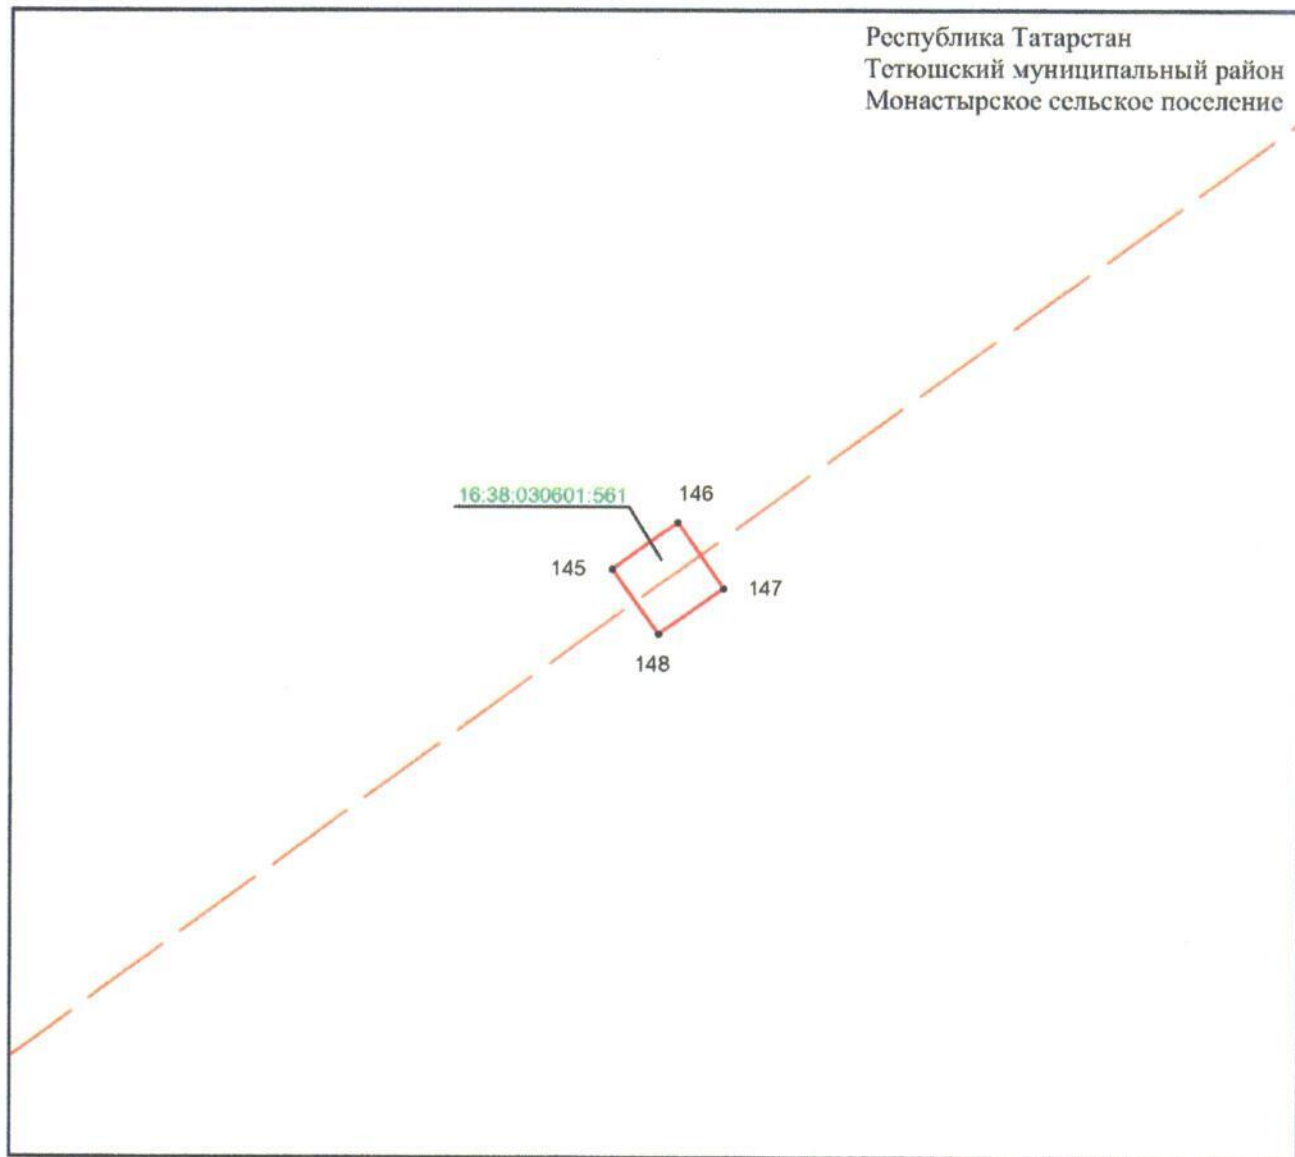 Республика Татарстан
Тетюшский муниципальный район
Монастырское сельское поселение
16:38:030601:561
146
145
147
148